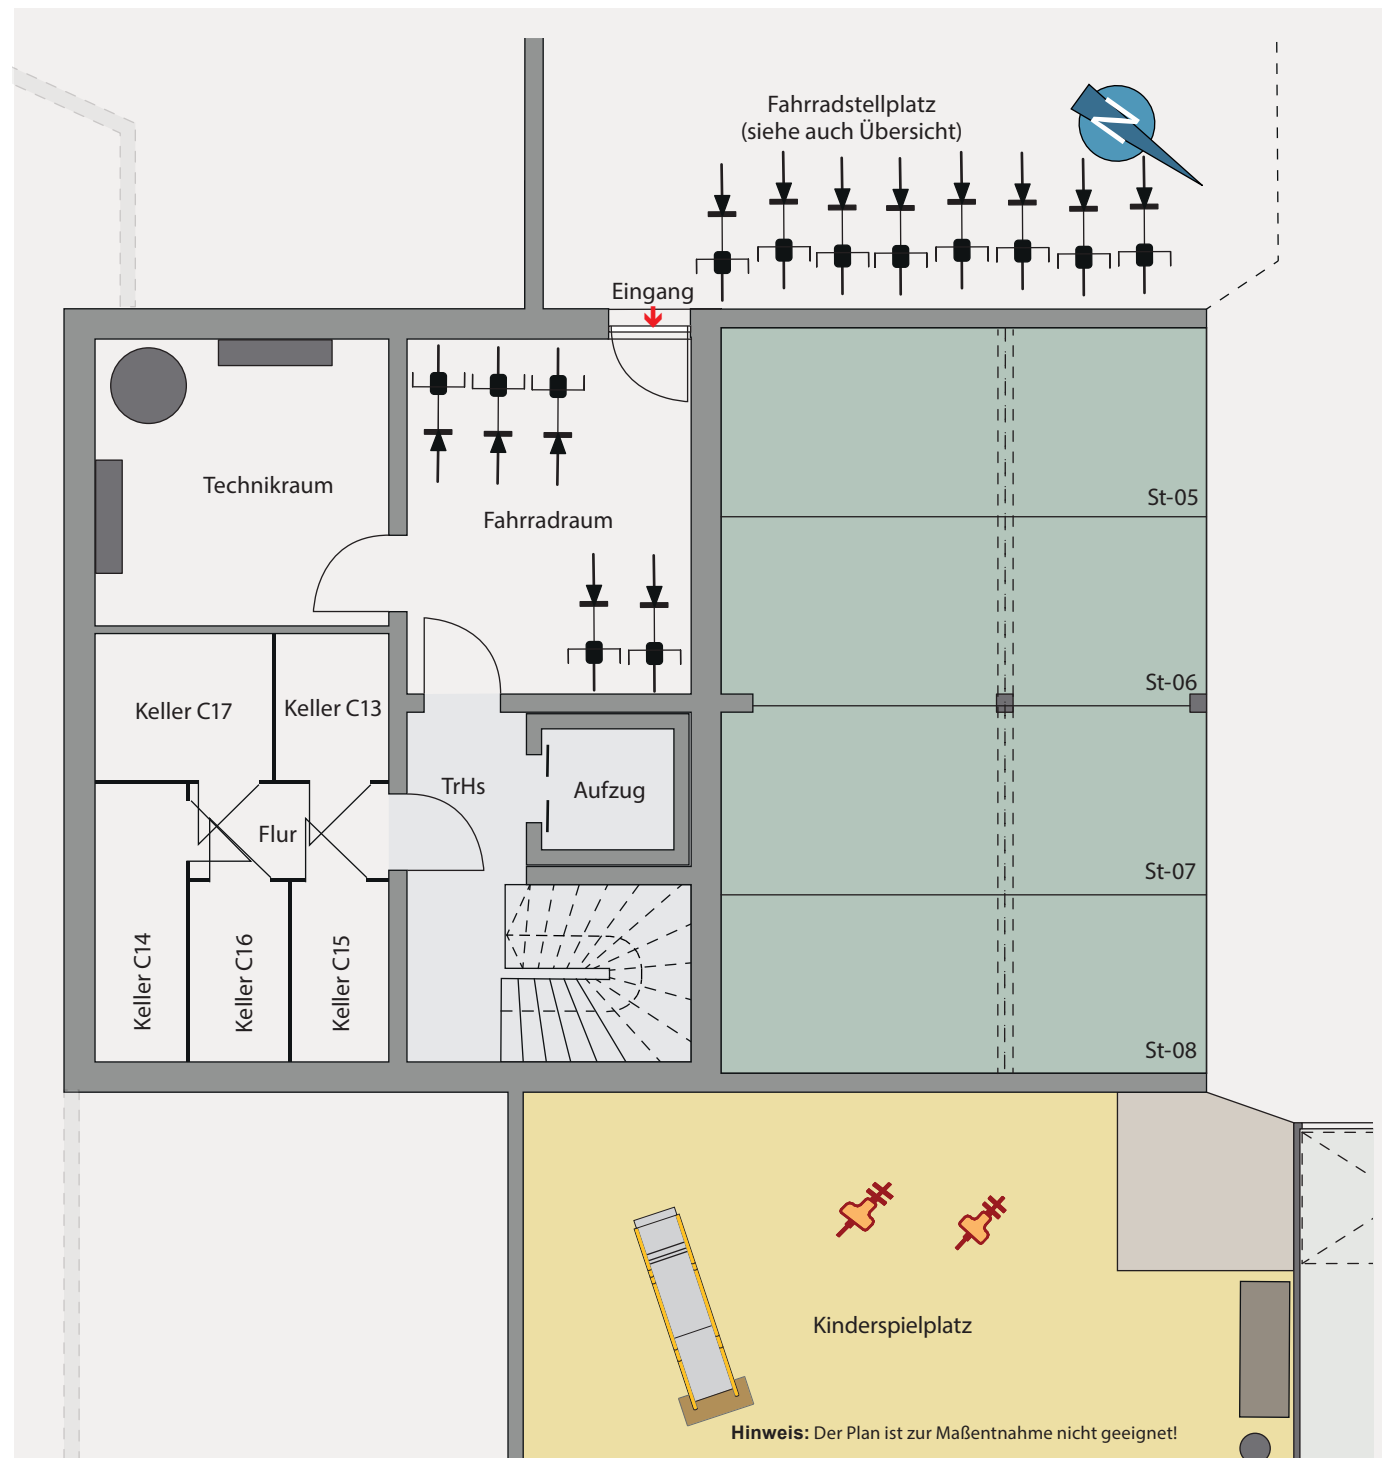 Fahrradstellplatz
(siehe auch Übersicht)
N
Eingang
Technikraum
Fahrradraum
St-05
St-06
Keller C17
Keller C13
TrHs
Aufzug
Flur
St-07
Keller C14
Keller C16
Keller C15
St-08
Kinderspielplatz
Hinweis: Der Plan ist zur Maßentnahme nicht geeignet!